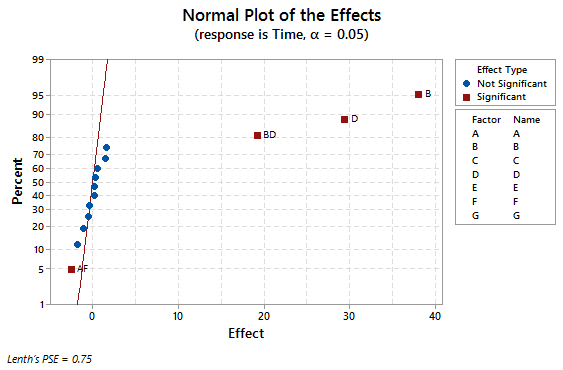 Normal Plot of the Effects
(response is Time, α = 0.05)
99
95
90
80
70
60
50
40
30
20
10
5
1
Percent
B
D
BD
AF
0
10
20
30
40
Effect
Effect Type
Not Significant
Significant
Factor Name
A A
B B
C C
D D
E E
F F
G G
Lenth's PSE = 0.75